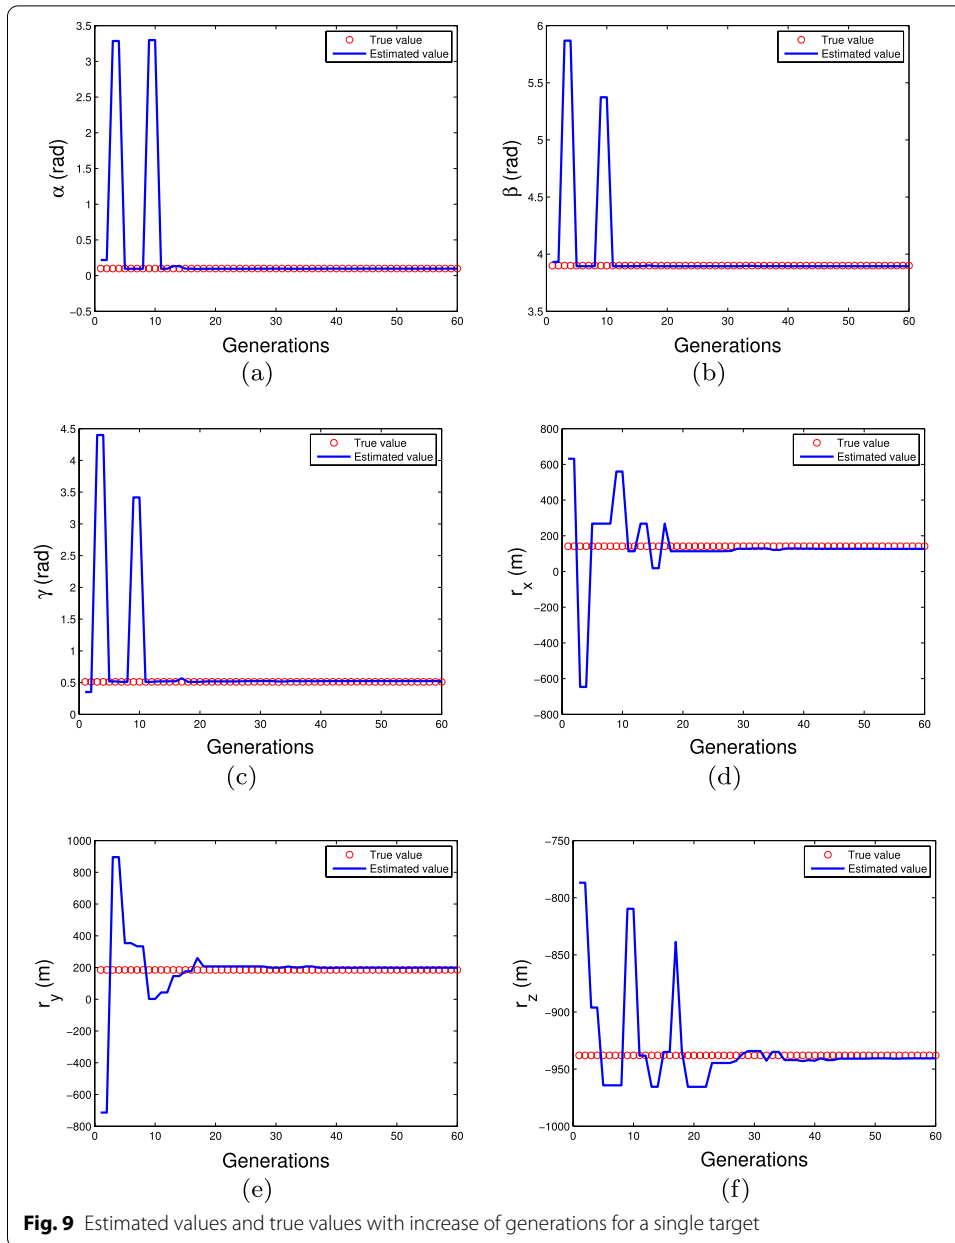 3.5
3
2.5
2
1.5
1
0.5
0
−0.5
α (rad)
True value
Estimated value
0 10 20 30 40 50 60
Generations
(a)
6
5.5
5
4.5
4
3.5
β (rad)
True value
Estimated value
0 10 20 30 40 50 60
Generations
(b)
4.5
4
3.5
3
2.5
2
1.5
1
0.5
0
γ (rad)
True value
Estimated value
0 10 20 30 40 50 60
Generations
(c)
800
600
400
200
0
−200
−400
−600
−800
r_x (m)
True value
Estimated value
0 10 20 30 40 50 60
Generations
(d)
1000
800
600
400
200
0
−200
−400
−600
−800
r_y (m)
True value
Estimated value
0 10 20 30 40 50 60
Generations
(e)
−750
−800
−850
−900
−950
−1000
r_z (m)
True value
Estimated value
0 10 20 30 40 50 60
Generations
(f)
Fig. 9 Estimated values and true values with increase of generations for a single target